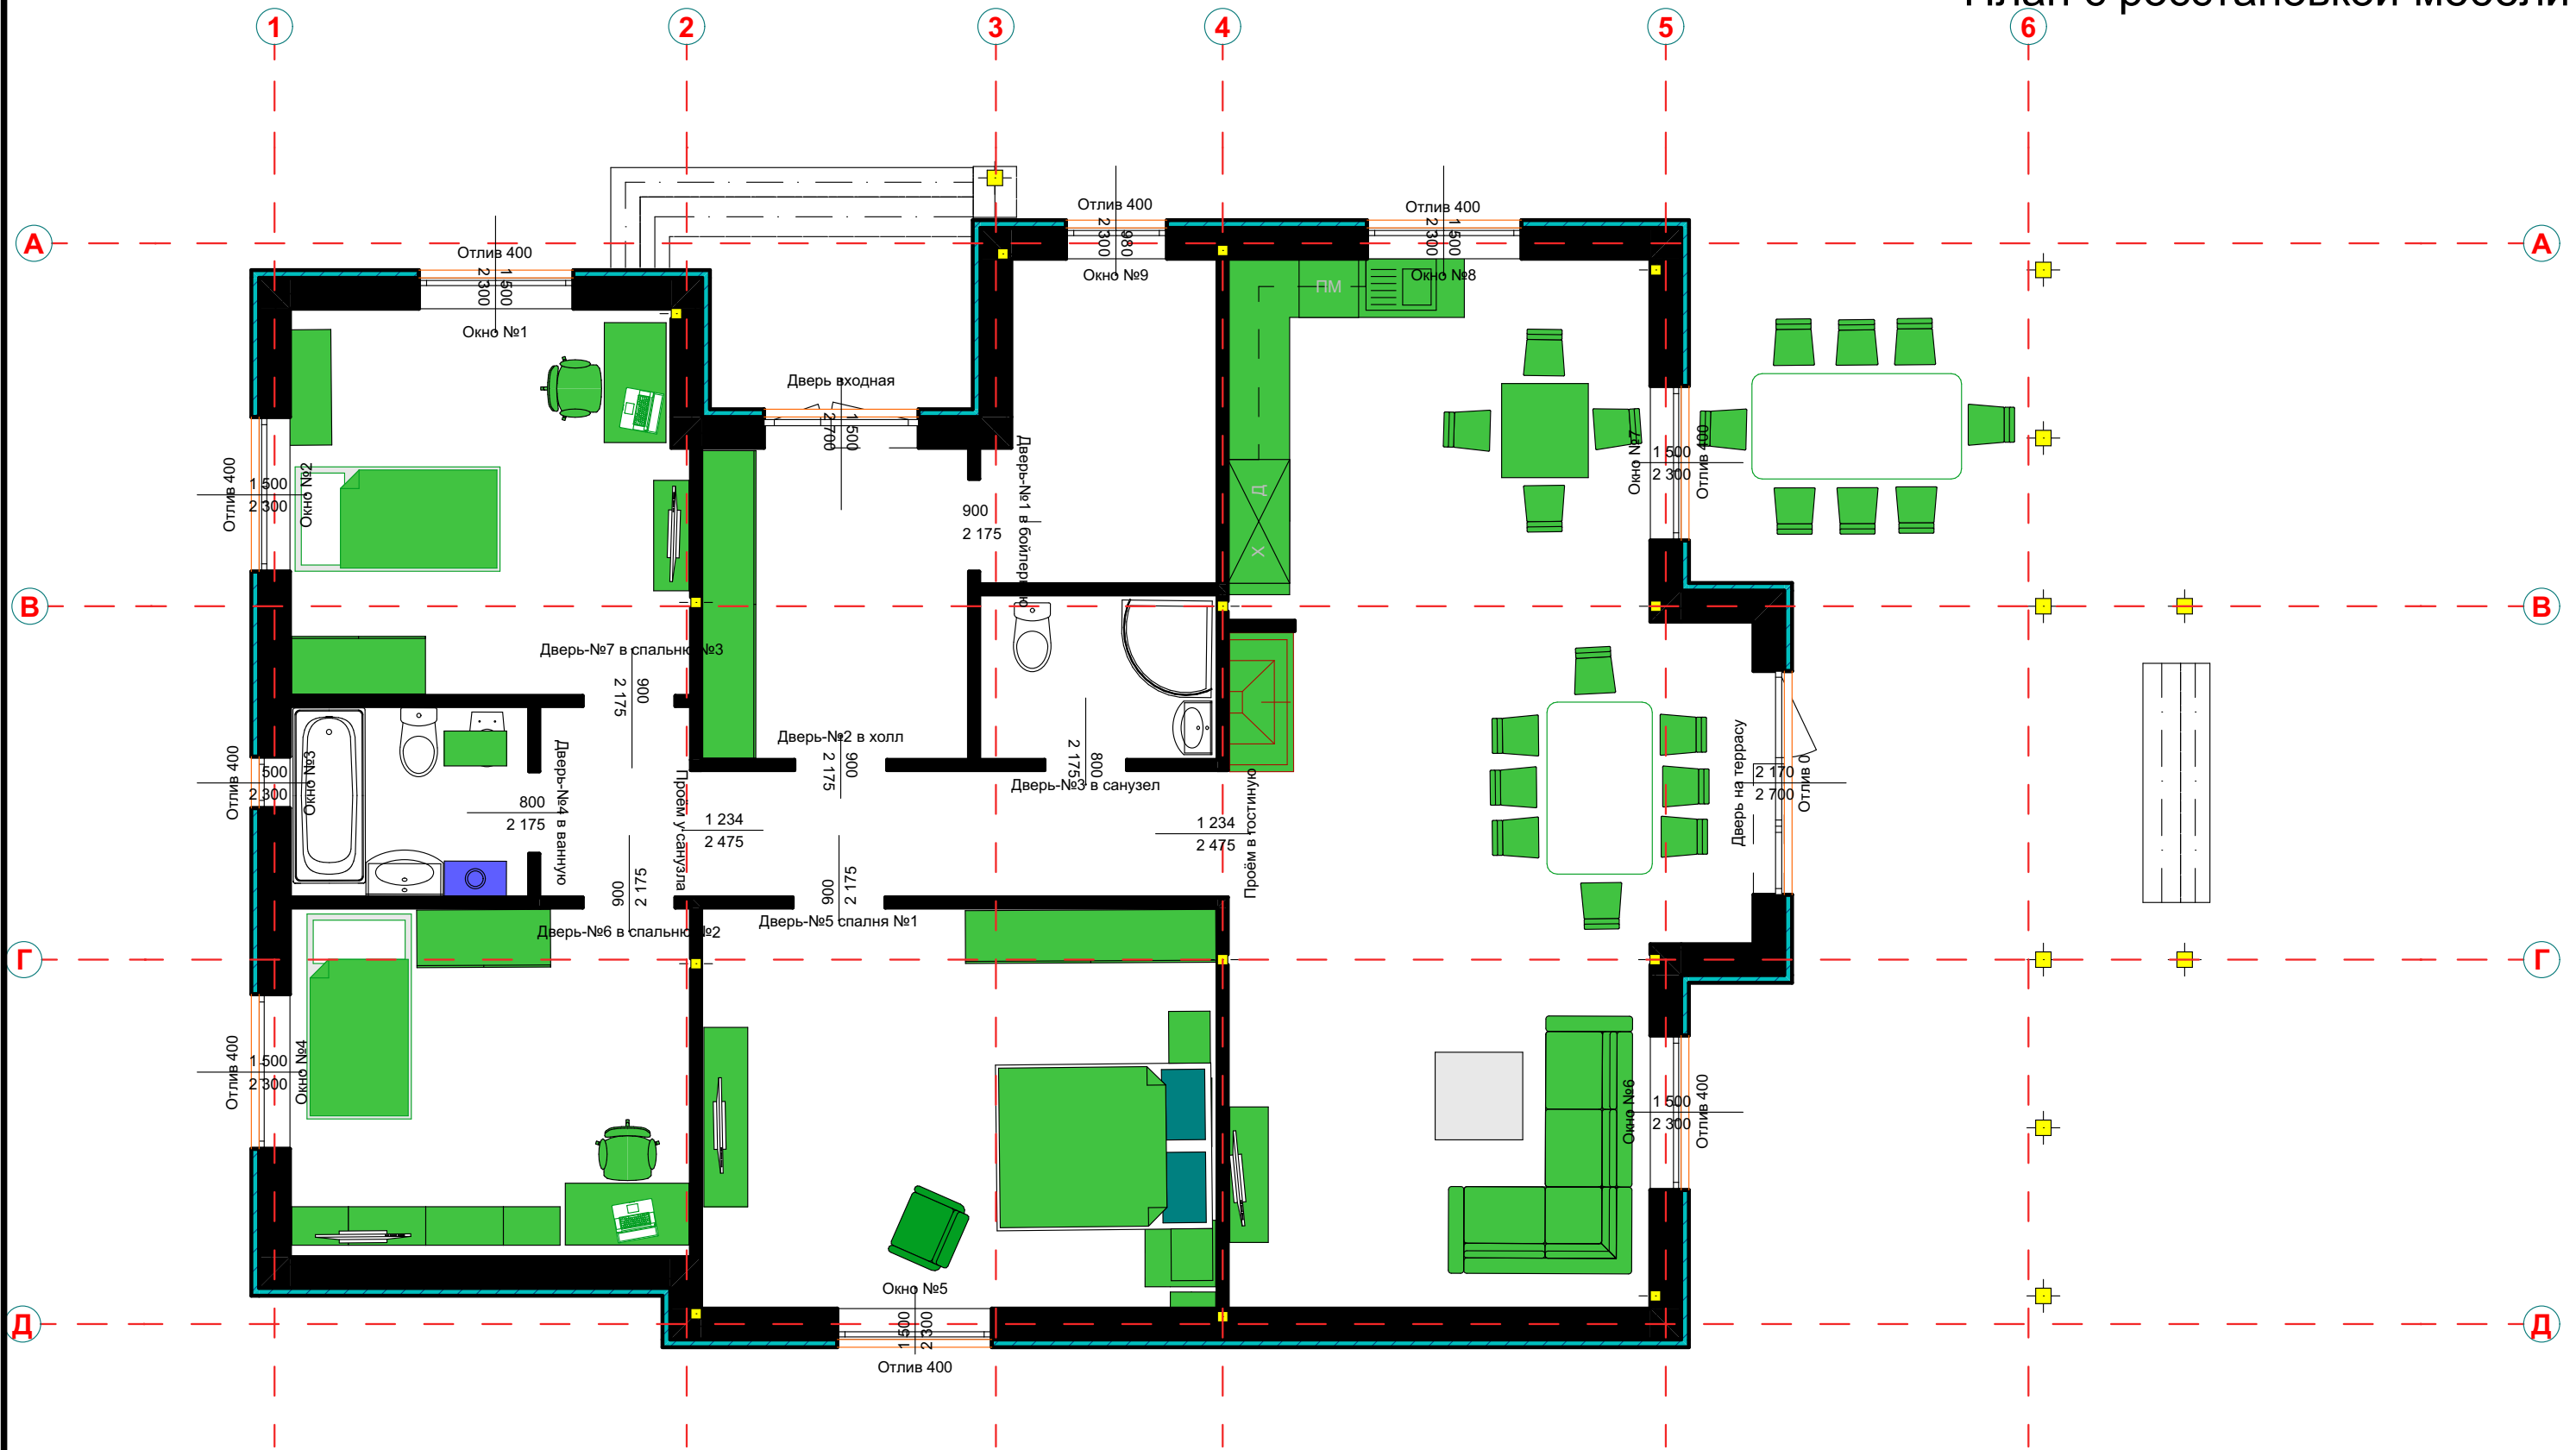 План с росстановкой мебели
1 2 3 4 5 6
А А
Отлив 400
1 500
2 300
Окно №1
Отлив 400
980
2 300
Окно №9
Отлив 400
1 500
2 300
Окно №8
ПМ
Дверь входная
1 500
2 700
Отлив 400
1 500
2 300
Окно №2
900
2 175
Дверь-№1 в бойлерную
Д
Х
Окно №7
1 500
2 300
Отлив 400
В В
Дверь-№7 в спальню №3
900
2 175
Дверь-№2 в холл
900
2 175
800
2 175
Дверь-№3 в санузел
Отлив 400
500
2 300
Окно №3
800
2 175
Дверь-№4 в ванную
Проём у санузла
1 234
2 475
1 234
2 475
Проём в гостиную
Дверь на террасу
2 170
2 700
Отлив 0
900
2 175
Дверь-№6 в спальню №2
900
2 175
Дверь-№5 спалня №1
Г Г
Отлив 400
1 500
2 300
Окно №4
Окно №6
1 500
2 300
Отлив 400
Окно №5
1 500
2 300
Отлив 400
Д Д